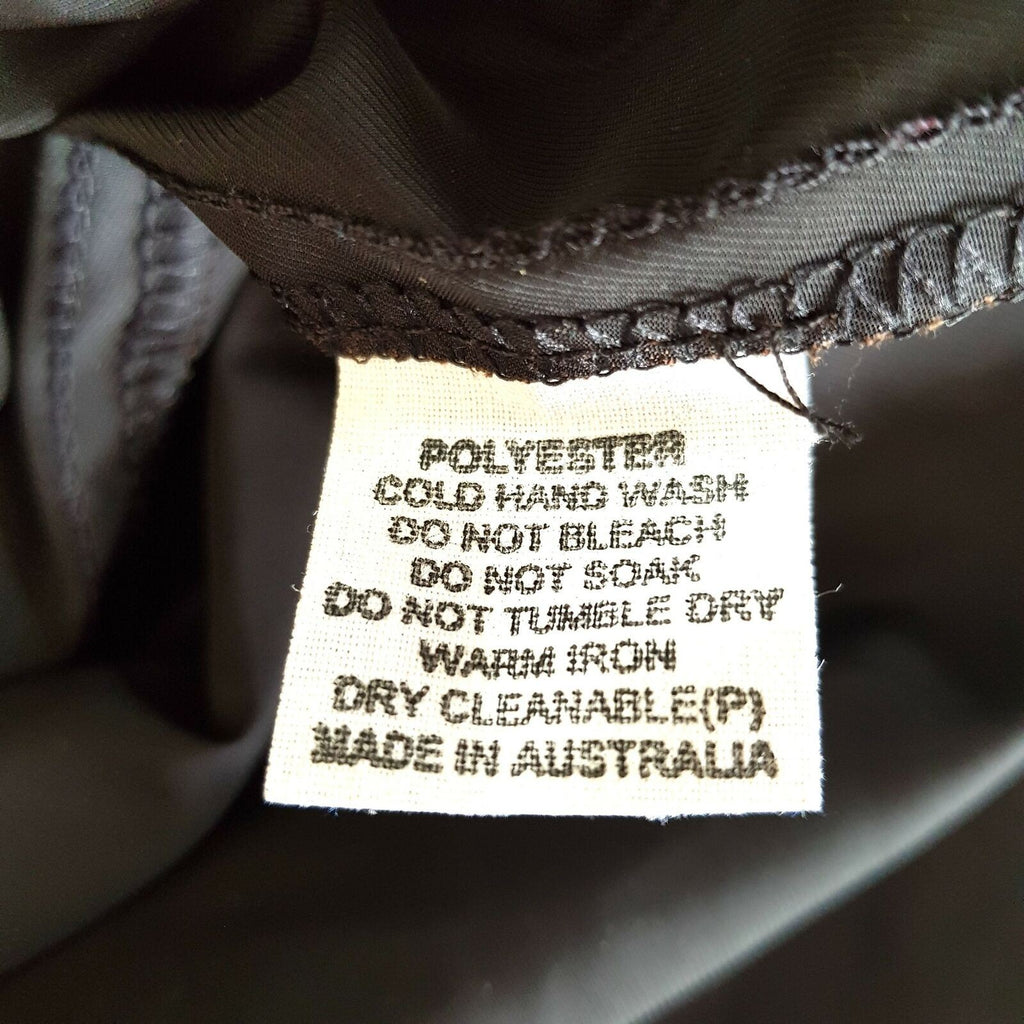 POLYESTER
COLD HAND WASH
DO NOT BLEACH
DO NOT SOAK
DO NOT TUMBLE DRY
WARM IRON
DRY CLEANABLE(P)
MADE IN AUSTRALIA